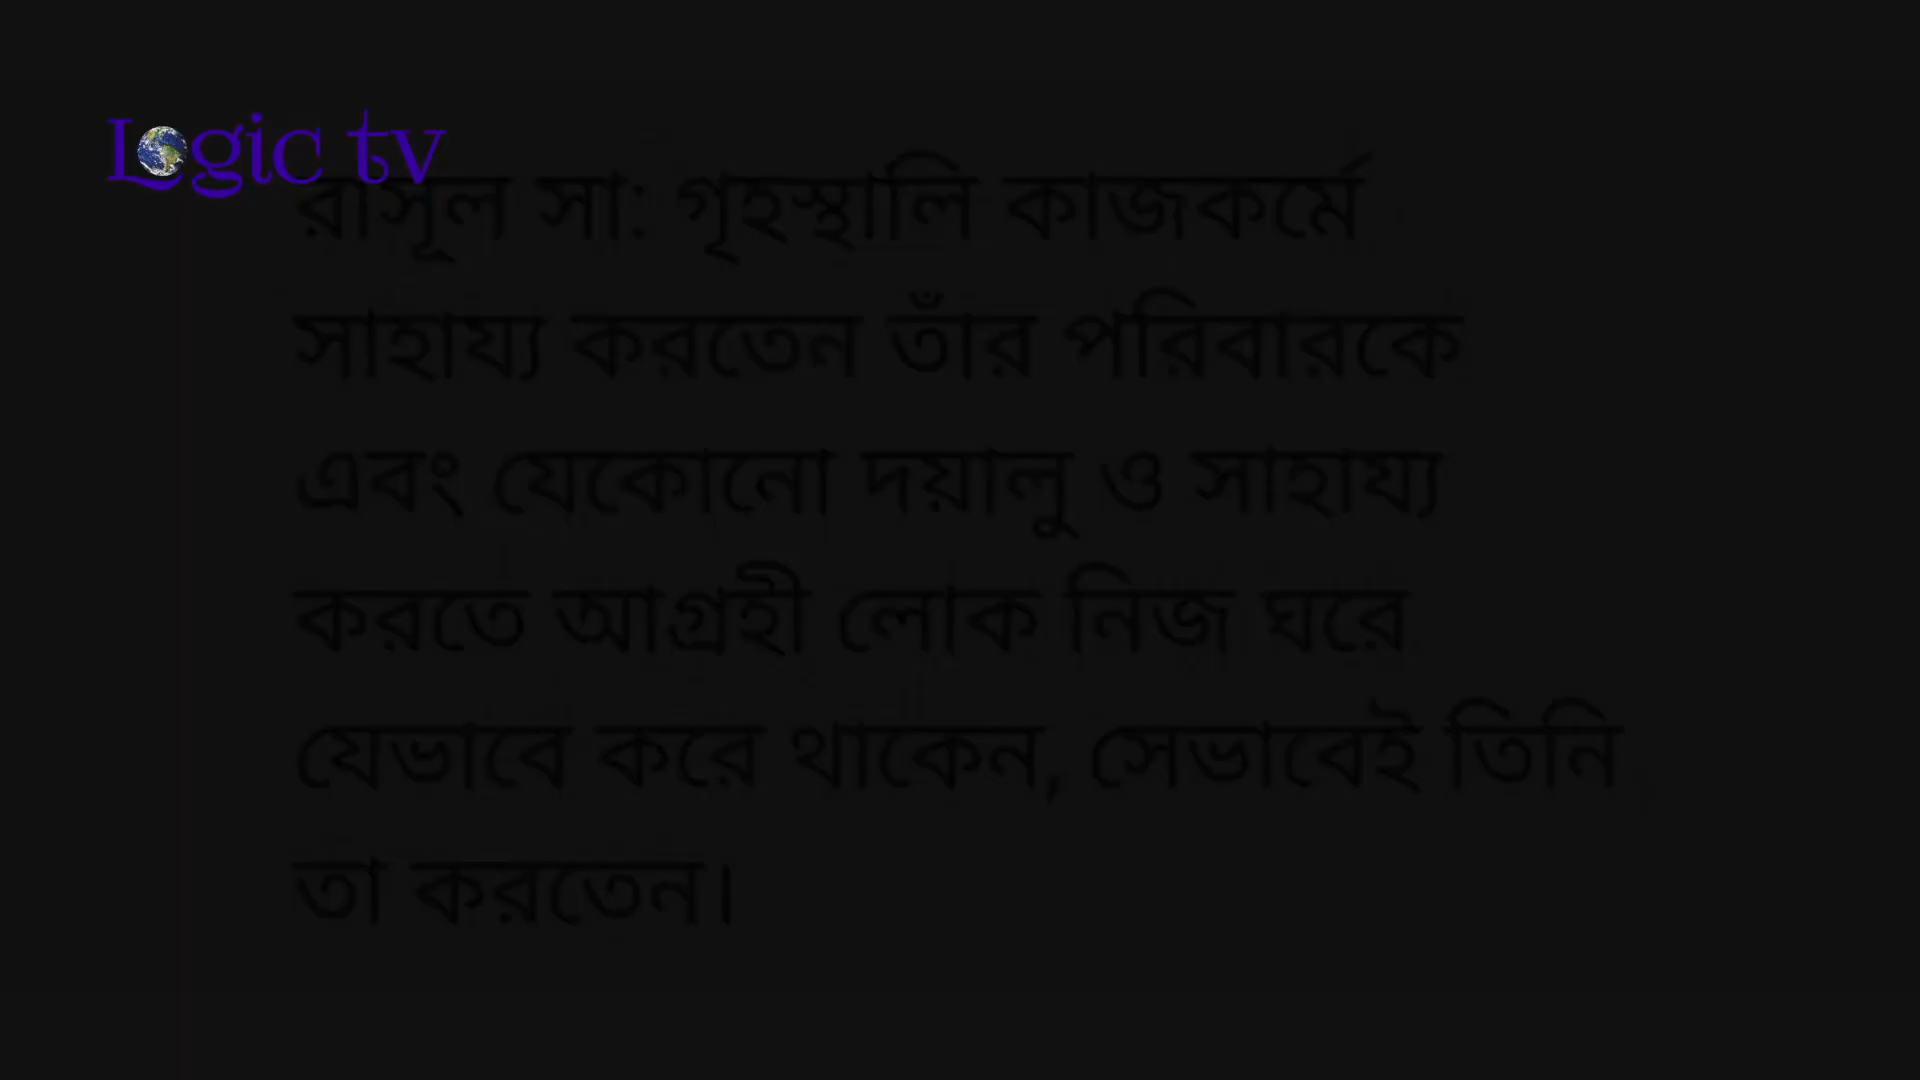 Logic tv
রাসূল সা: গৃহস্থালি কাজকর্মে
সাহায্য করতেন তাঁর পরিবারকে
এবং যেকোনো দয়ালু ও সাহায্য
করতে আগ্রহী লোক নিজ ঘরে
যেভাবে করে থাকেন, সেভাবেই তিনি
তা করতেন।